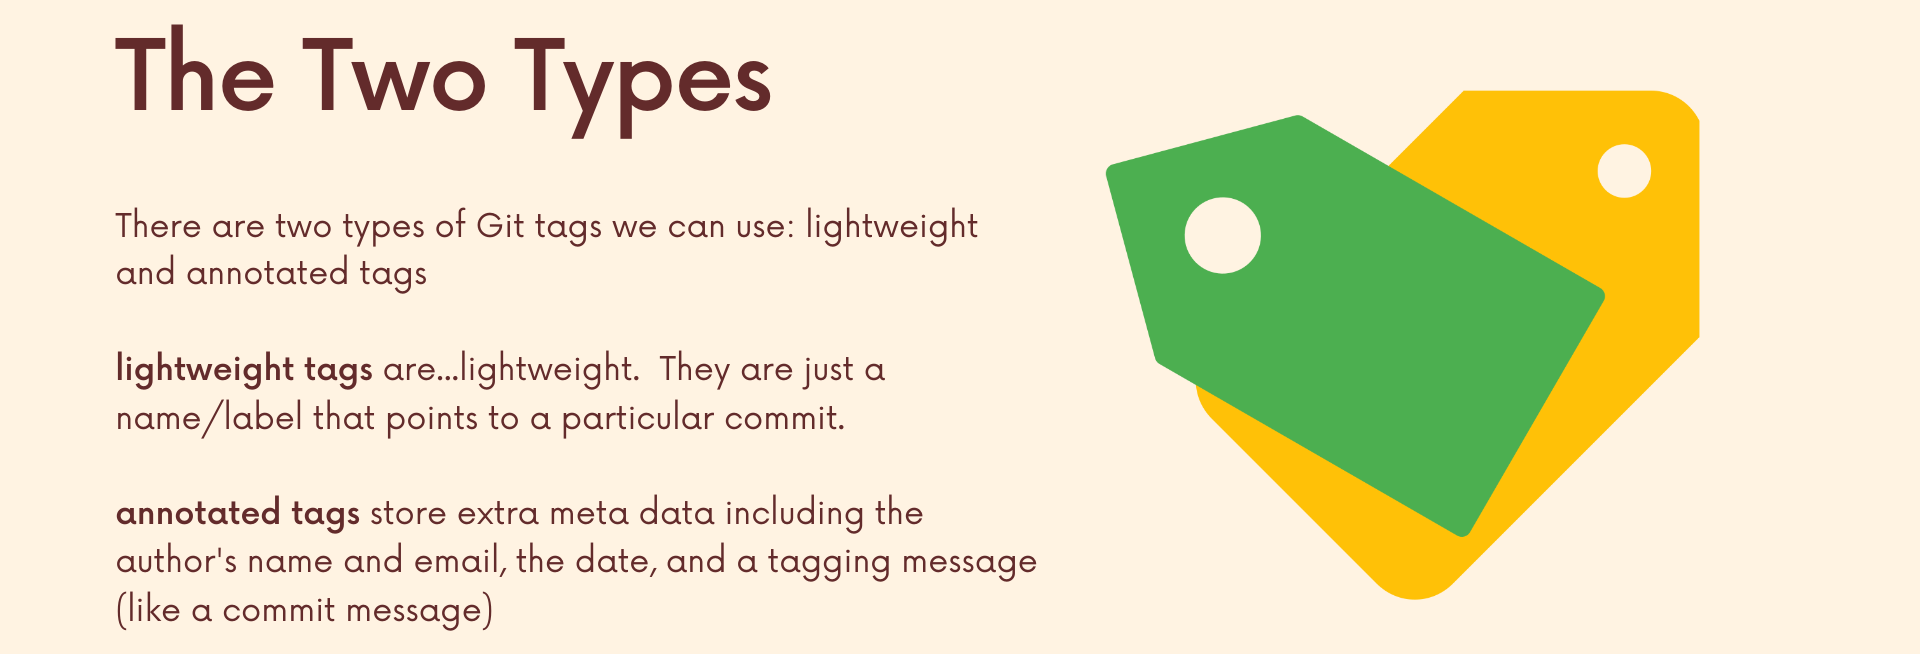 The Two Types
There are two types of Git tags we can use: lightweight
and annotated tags
lightweight tags are...lightweight.  They are just a
name/label that points to a particular commit.
annotated tags store extra meta data including the
author's name and email, the date, and a tagging message
(like a commit message)